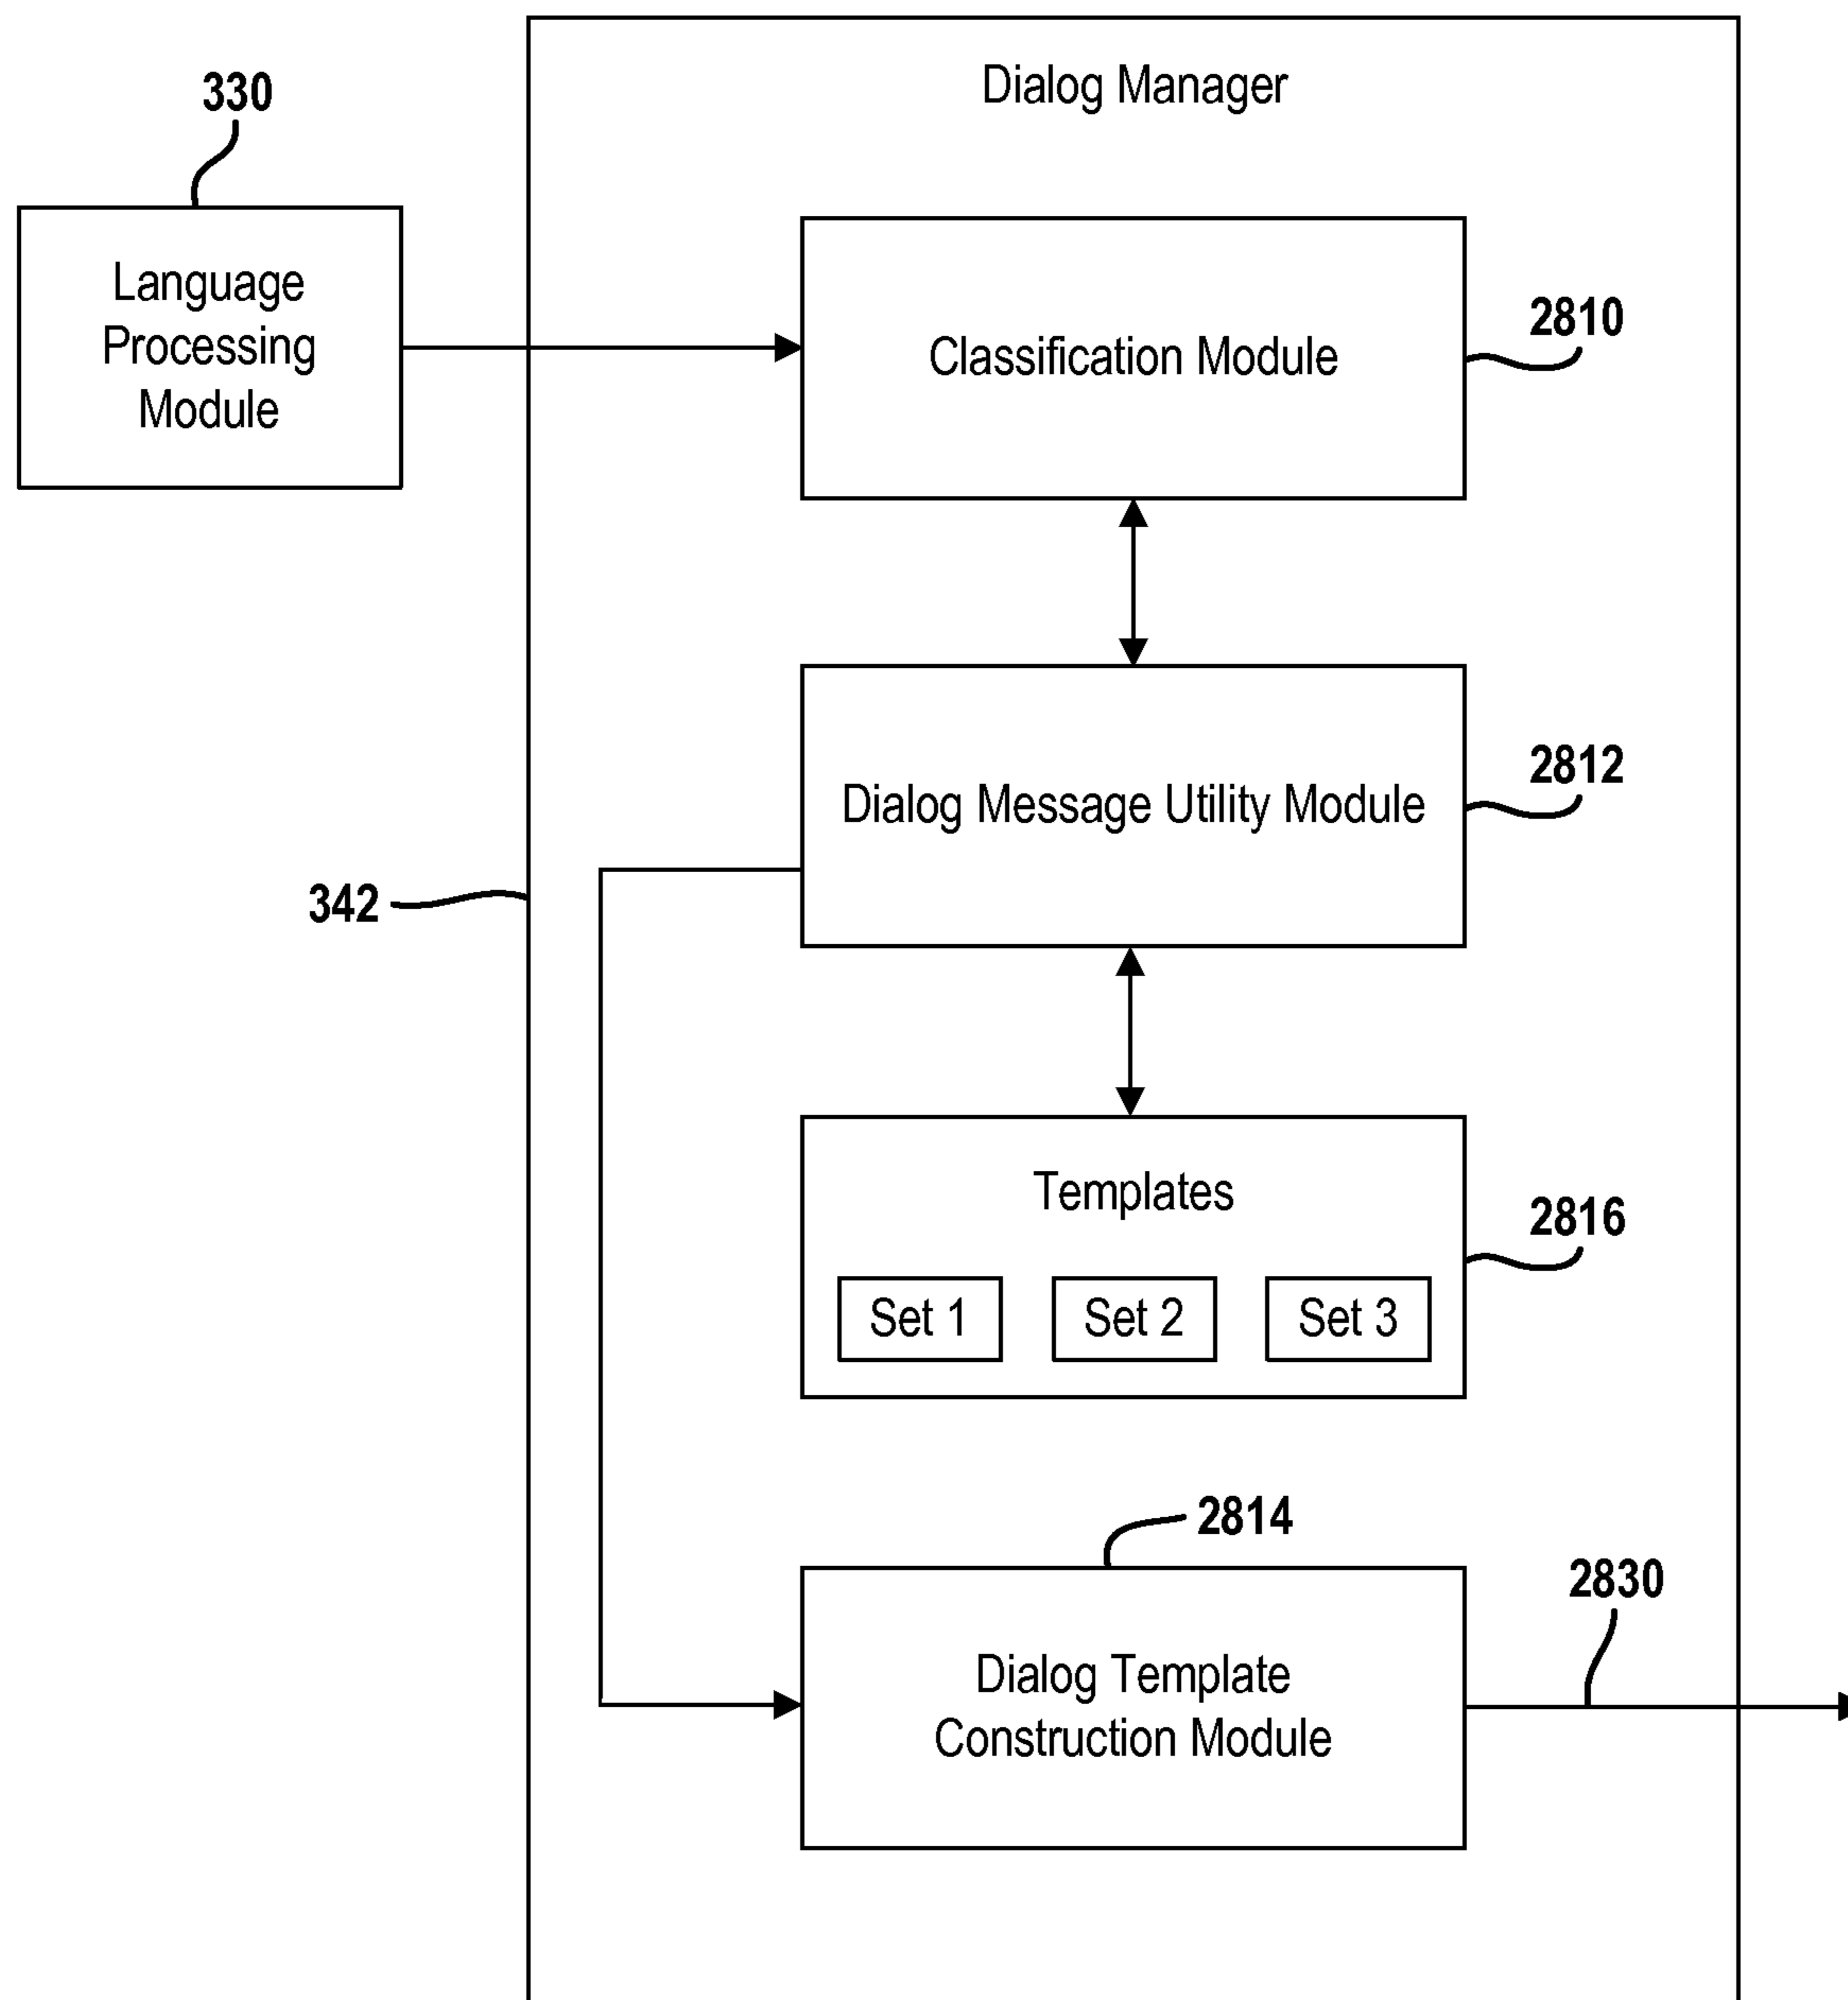 Dialog Manager
330
Language
Processing
Module
Classification Module
2810
Dialog Message Utility Module
2812
342
Templates
2816
Set 1
Set 2
Set 3
2814
2830
Dialog Template
Construction Module